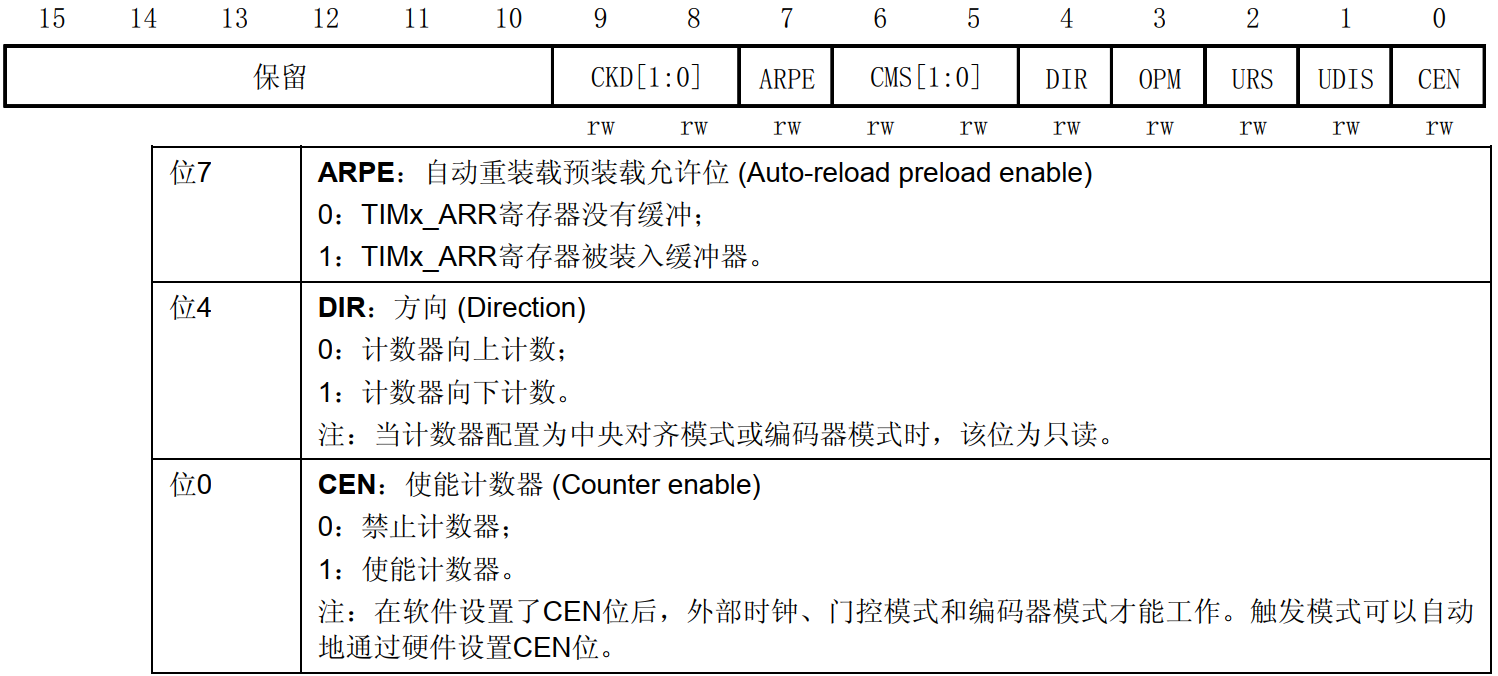 15 14 13 12 11 10 9 8 7 6 5 4 3 2 1 0
保留 CKD[1:0] ARPE CMS[1:0] DIR OPM URS UDIS CEN
rw rw rw rw rw rw rw rw rw rw
位7 ARPE：自动重装载预装载允许位 (Auto-reload preload enable)
0：TIMx_ARR寄存器没有缓冲；
1：TIMx_ARR寄存器被装入缓冲器。
位4 DIR：方向 (Direction)
0：计数器向上计数；
1：计数器向下计数。
注：当计数器配置为中央对齐模式或编码器模式时，该位为只读。
位0 CEN：使能计数器 (Counter enable)
0：禁止计数器；
1：使能计数器。
注：在软件设置了CEN位后，外部时钟、门控模式和编码器模式才能工作。触发模式可以自动
地通过硬件设置CEN位。